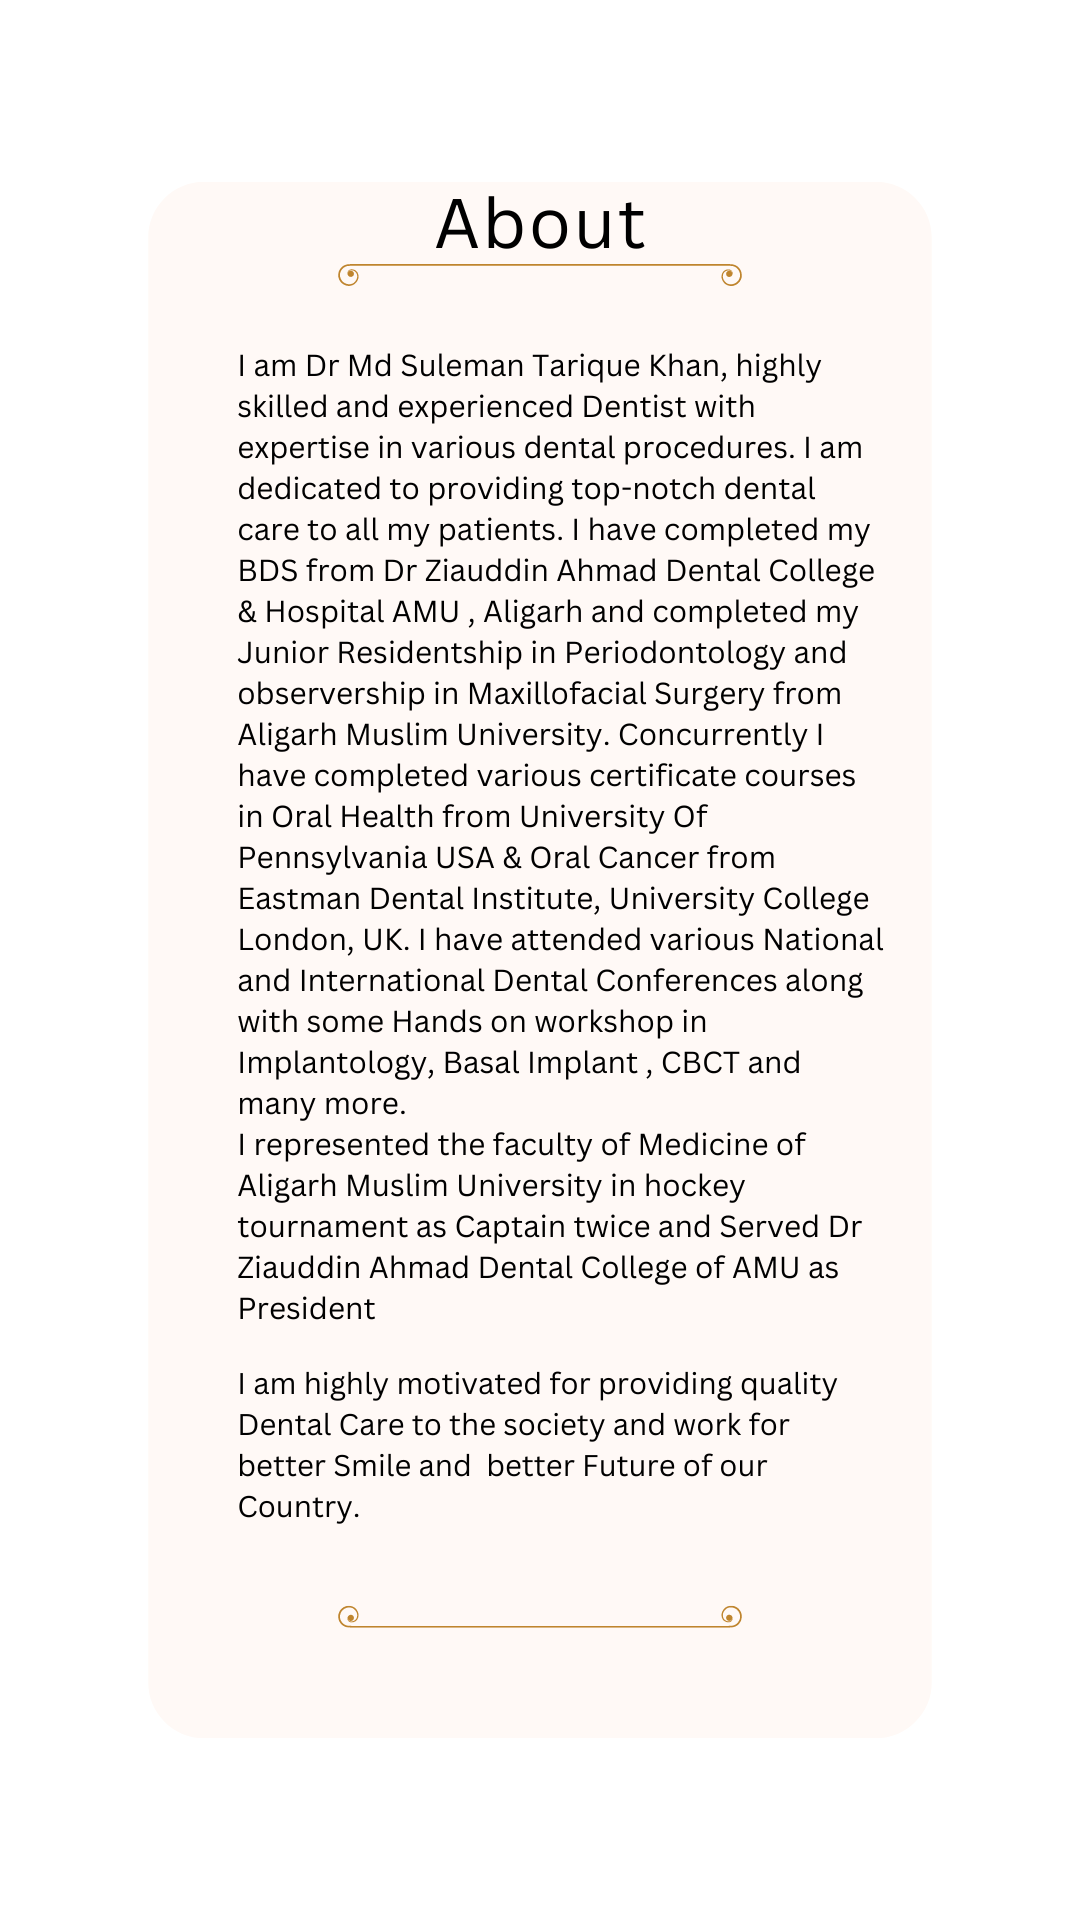 About
I am Dr Md Suleman Tarique Khan, highly
skilled and experienced Dentist with
expertise in various dental procedures. I am
dedicated to providing top-notch dental
care to all my patients. I have completed my
BDS from Dr Ziauddin Ahmad Dental College
& Hospital AMU , Aligarh and completed my
Junior Residentship in Periodontology and
observership in Maxillofacial Surgery from
Aligarh Muslim University. Concurrently I
have completed various certificate courses
in Oral Health from University Of
Pennsylvania USA & Oral Cancer from
Eastman Dental Institute, University College
London, UK. I have attended various National
and International Dental Conferences along
with some Hands on workshop in
Implantology, Basal Implant , CBCT and
many more.
I represented the faculty of Medicine of
Aligarh Muslim University in hockey
tournament as Captain twice and Served Dr
Ziauddin Ahmad Dental College of AMU as
President
I am highly motivated for providing quality
Dental Care to the society and work for
better Smile and  better Future of our
Country.